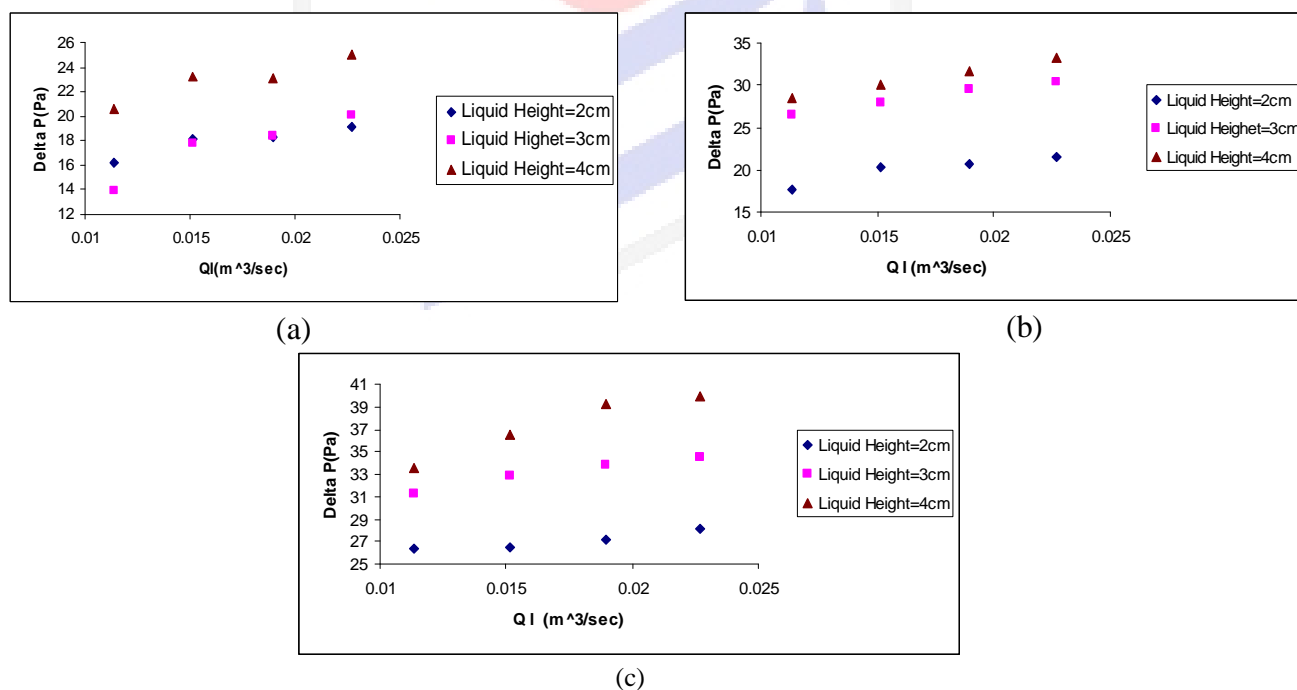 26
24
22
20
18
16
14
12
Delta P(Pa)
0.01 0.015 0.02 0.025
Ql(m^3/sec)
Liquid Height=2cm
Liquid Highet=3cm
Liquid Height=4cm
(a)
35
30
25
20
15
Delta P(Pa)
0.01 0.015 0.02 0.025
Q l (m^3/sec)
Liquid Height=2cm
Liquid Heighet=3cm
Liquid Height=4cm
(b)
41
39
37
35
33
31
29
27
25
Delta P(Pa)
0.01 0.015 0.02 0.025
Q l (m^3/sec)
Liquid Height=2cm
Liquid Height=3cm
Liquid Height=4cm
(c)